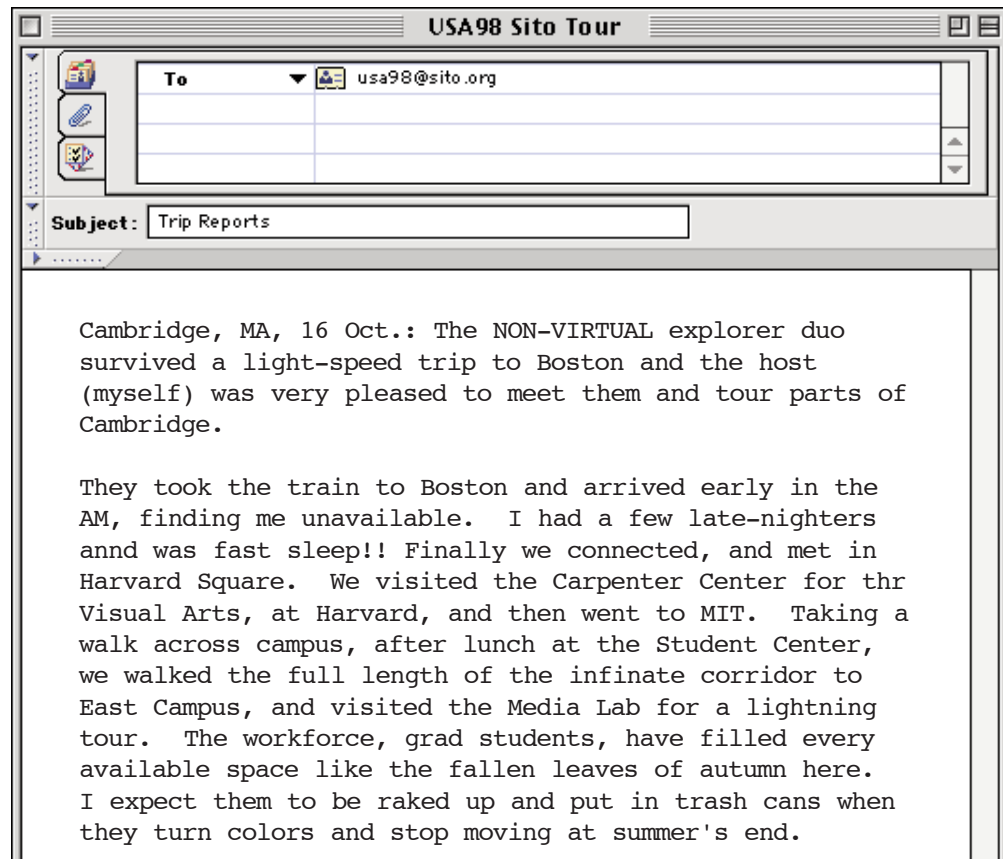 USA98 Sito Tour
To usa98@sito.org
Subject: Trip Reports
Cambridge, MA, 16 Oct.: The NON-VIRTUAL explorer duo
survived a light-speed trip to Boston and the host
(myself) was very pleased to meet them and tour parts of
Cambridge.
They took the train to Boston and arrived early in the
AM, finding me unavailable.  I had a few late-nighters
annd was fast sleep!! Finally we connected, and met in
Harvard Square.  We visited the Carpenter Center for thr
Visual Arts, at Harvard, and then went to MIT.  Taking a
walk across campus, after lunch at the Student Center,
we walked the full length of the infinate corridor to
East Campus, and visited the Media Lab for a lightning
tour.  The workforce, grad students, have filled every
available space like the fallen leaves of autumn here.
I expect them to be raked up and put in trash cans when
they turn colors and stop moving at summer's end.